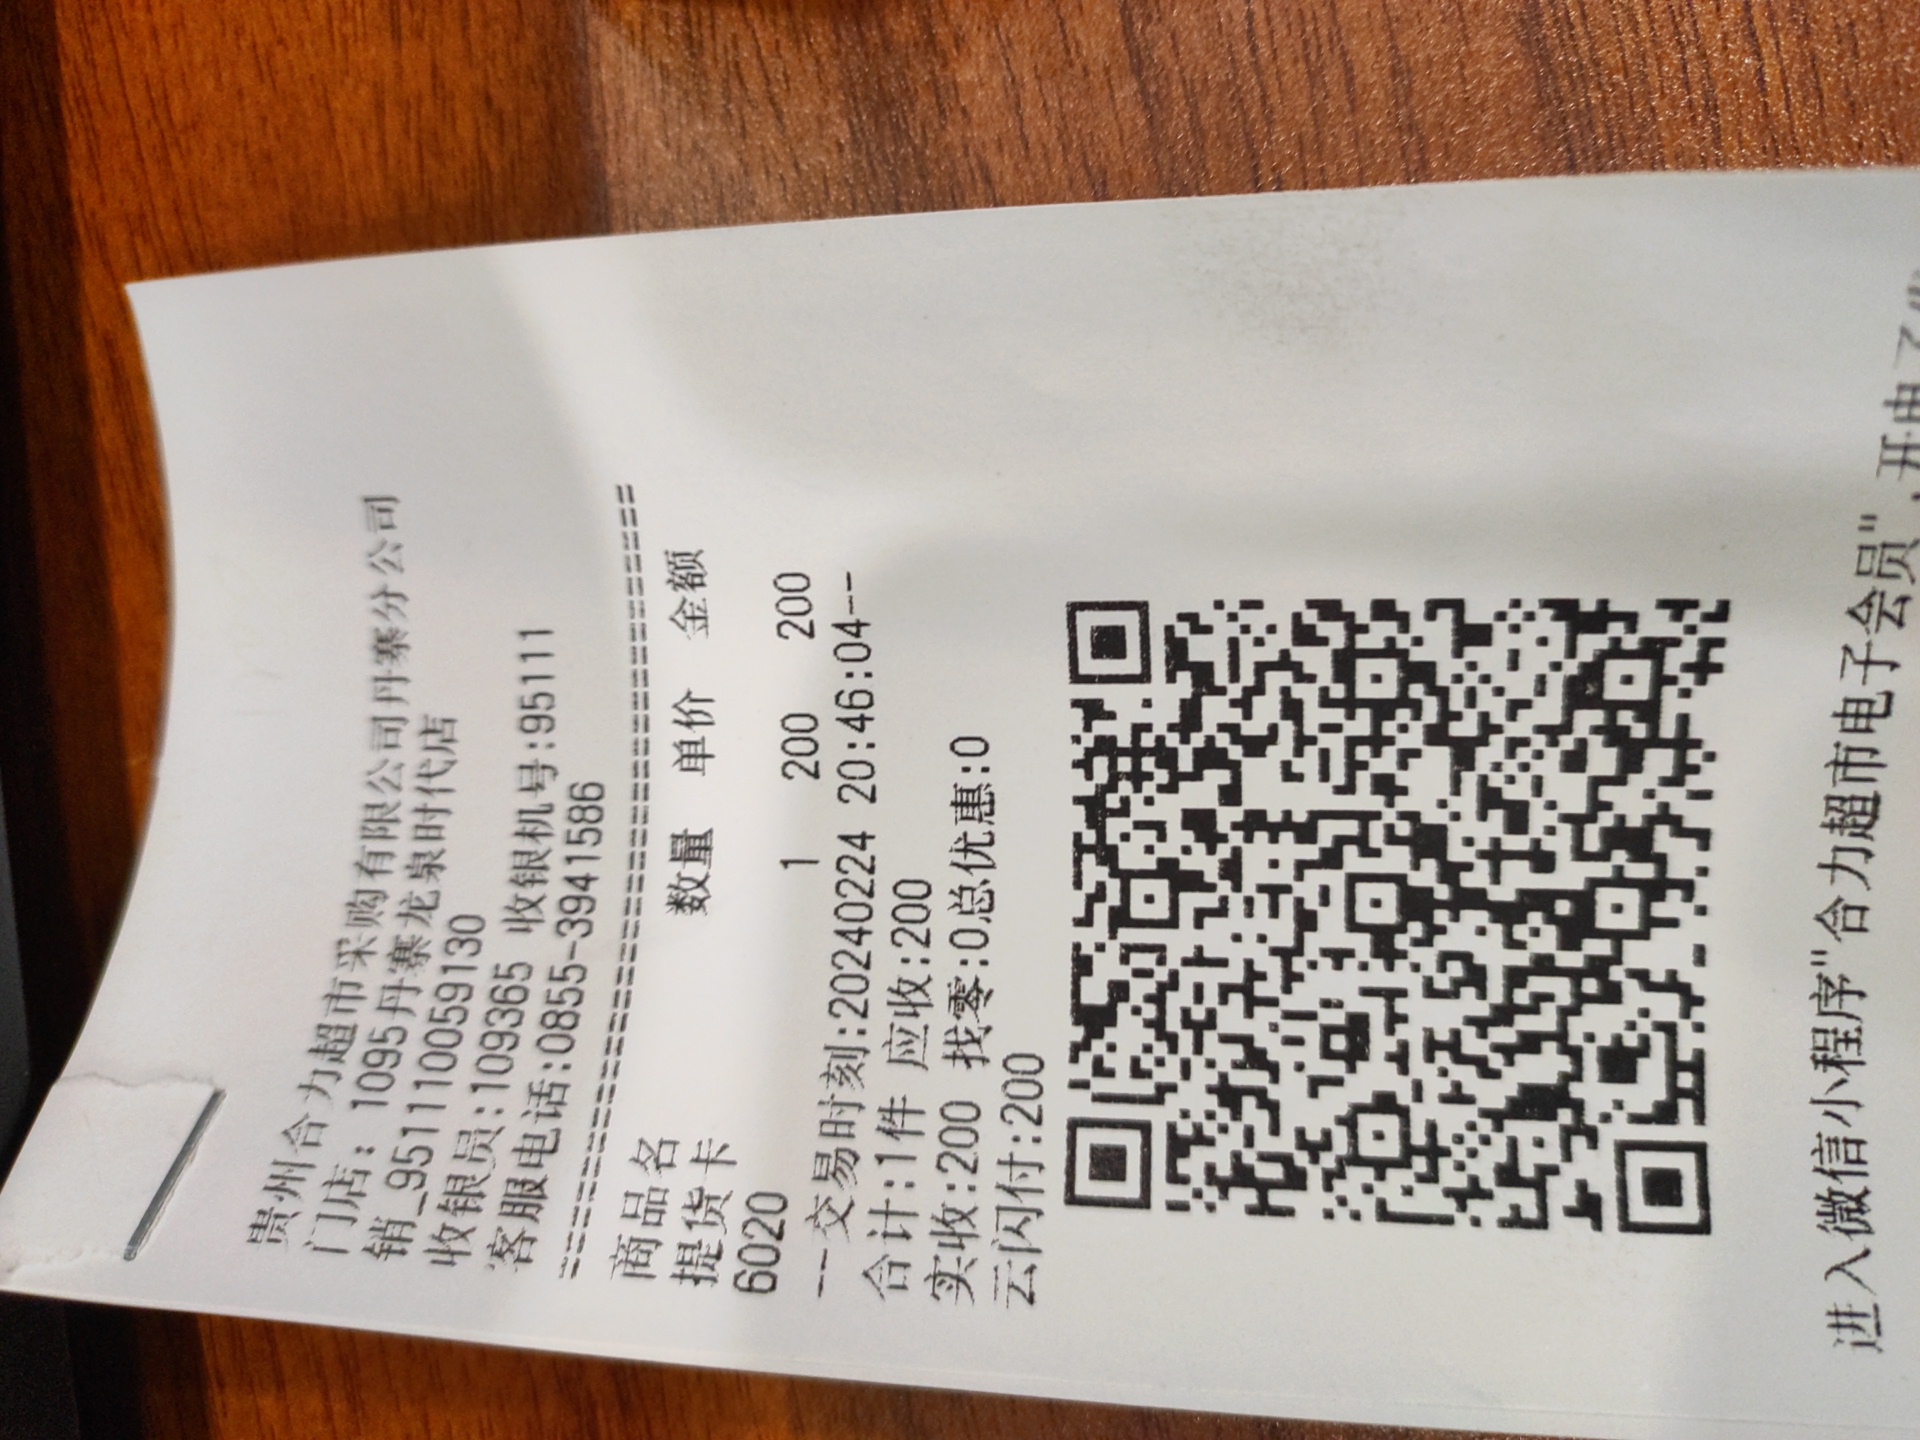 贵州合力超市采购有限公司丹寨分公司
门店: 1095丹寨龙泉时代店
销_951110059130
收银员:109365 收银机号:95111
客服电话:0855-3941586
================================================
商品名 数量 单价 金额
提货卡
6020 1 200 200
--交易时刻:20240224 20:46:04--
合计:1件 应收:200
实收:200 找零:0总优惠:0
云闪付:200
进入微信小程序"合力超市电子会员",开电子